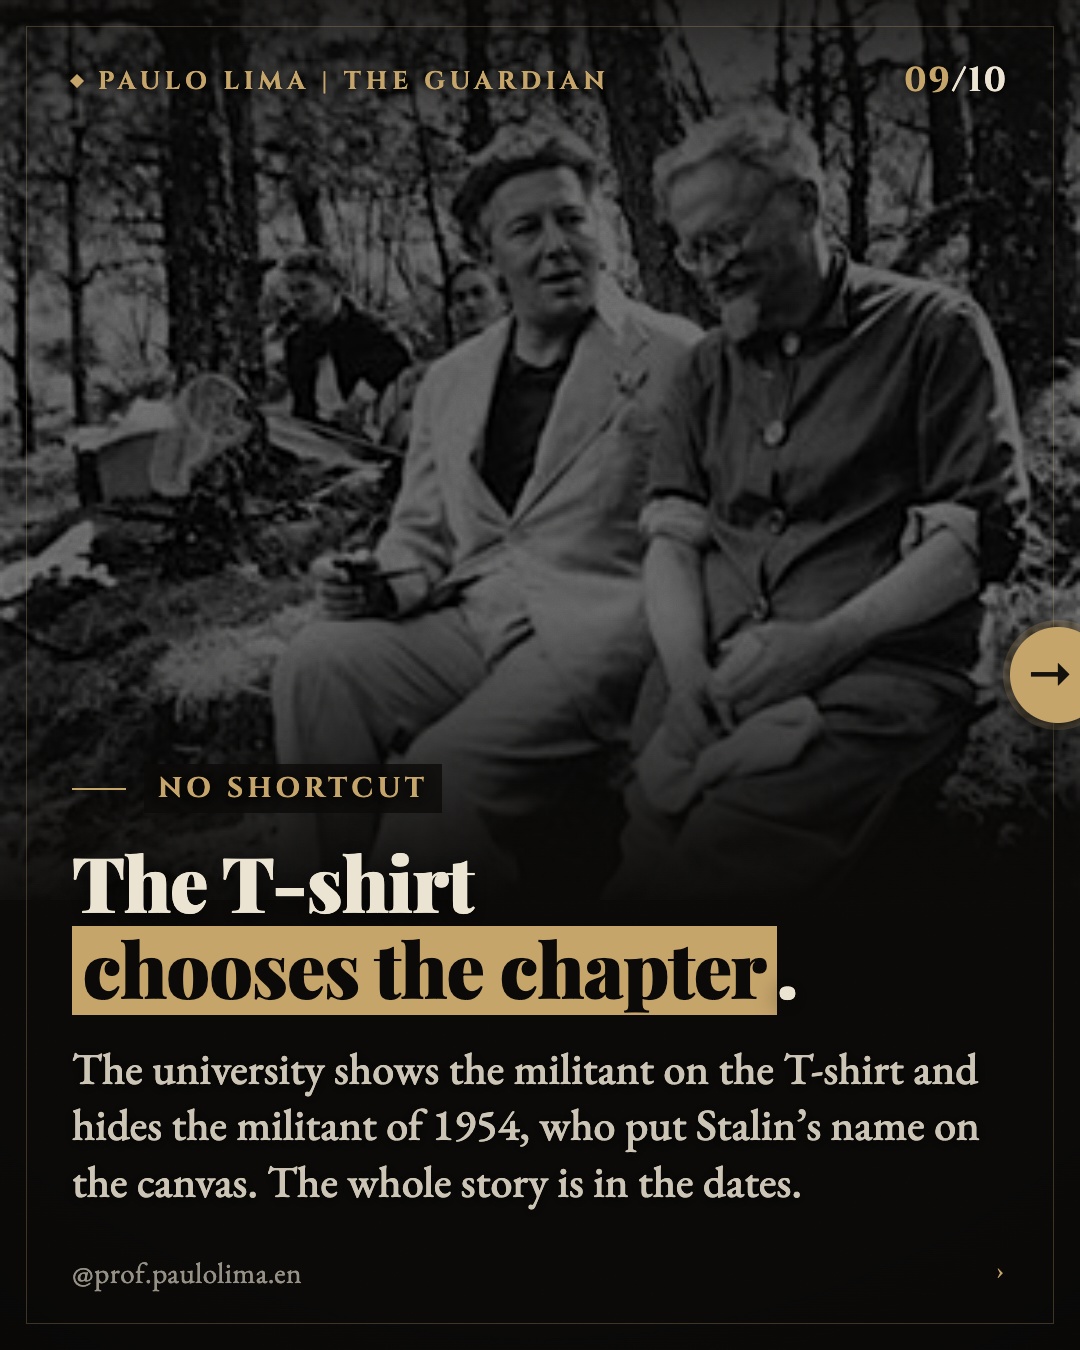 ◆ PAULO LIMA | THE GUARDIAN
09/10
NO SHORTCUT
The T-shirt
chooses the chapter.
The university shows the militant on the T-shirt and
hides the militant of 1954, who put Stalin’s name on
the canvas. The whole story is in the dates.
@prof.paulolima.en